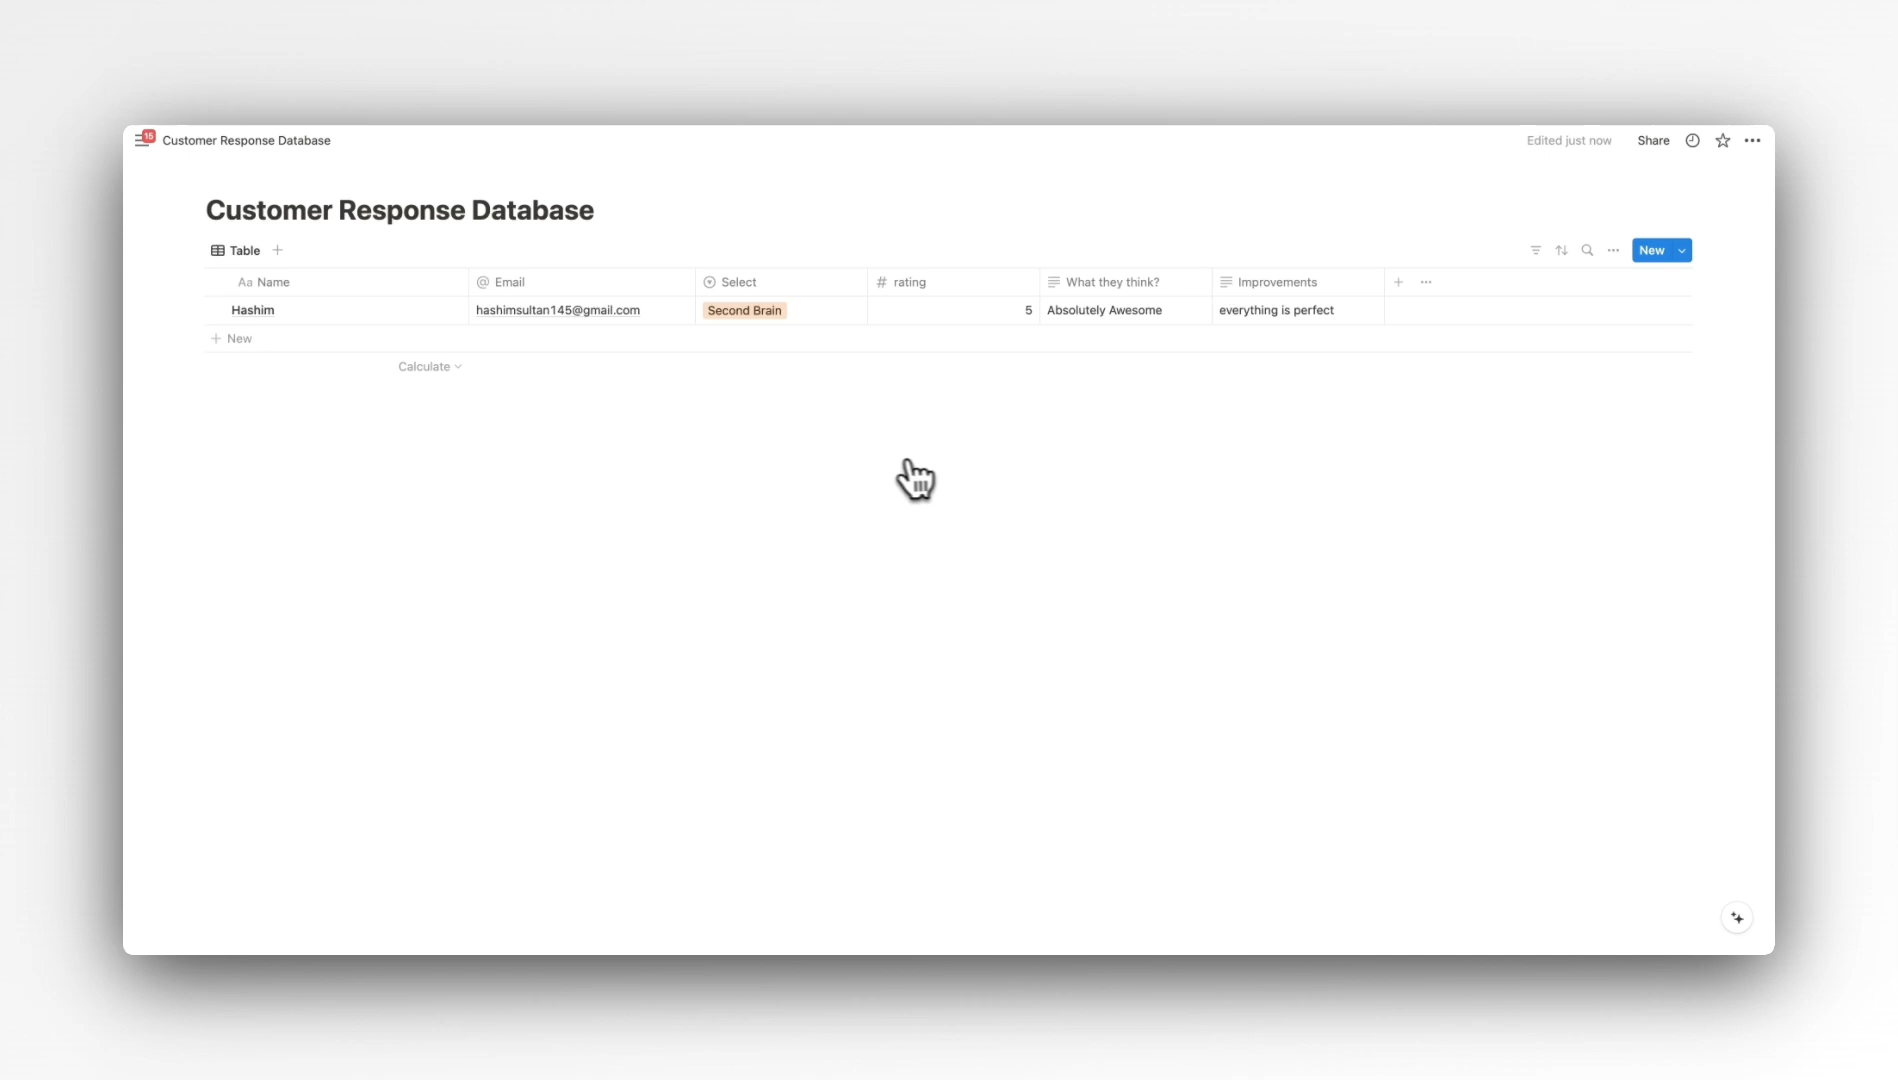 15 Customer Response Database Edited just now Share
Customer Response Database
Table New
Aa Name @ Email Select # rating What they think? Improvements
Hashim hashimsultan145@gmail.com Second Brain 5 Absolutely Awesome everything is perfect
+ New
Calculate